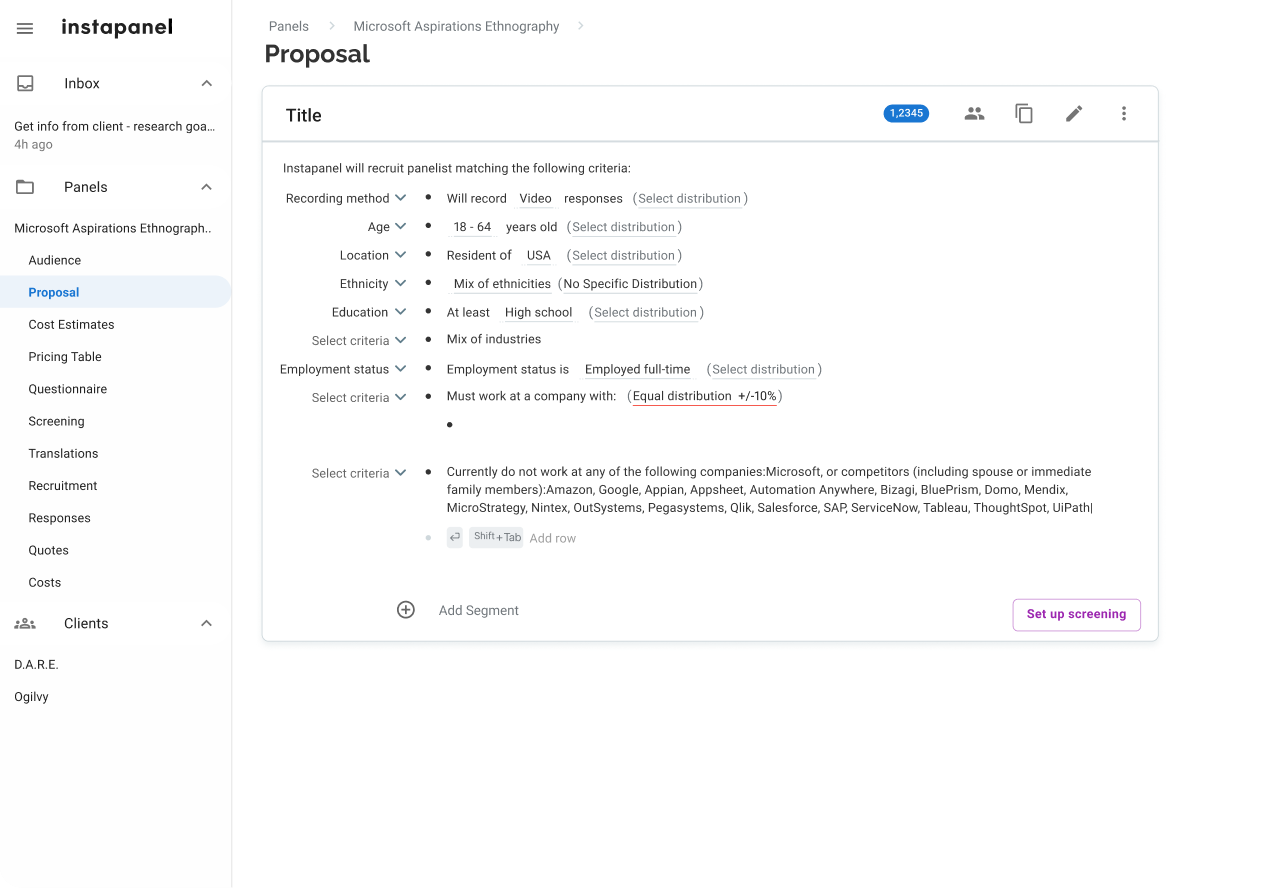 instapanel
Inbox
Get info from client - research goa...
4h ago
Panels
Microsoft Aspirations Ethnograph..
Audience
Proposal
Cost Estimates
Pricing Table
Questionnaire
Screening
Translations
Recruitment
Responses
Quotes
Costs
Clients
D.A.R.E.
Ogilvy
Panels > Microsoft Aspirations Ethnography >
Proposal
Title 1,2345
Instapanel will recruit panelist matching the following criteria:
Recording method • Will record Video responses (Select distribution)
Age • 18 - 64 years old (Select distribution)
Location • Resident of USA (Select distribution)
Ethnicity • Mix of ethnicities (No Specific Distribution)
Education • At least High school (Select distribution)
Select criteria • Mix of industries
Employment status • Employment status is Employed full-time (Select distribution)
Select criteria • Must work at a company with: (Equal distribution +/-10%)
•
Select criteria • Currently do not work at any of the following companies:Microsoft, or competitors (including spouse or immediate
family members):Amazon, Google, Appian, Appsheet, Automation Anywhere, Bizagi, BluePrism, Domo, Mendix,
MicroStrategy, Nintex, OutSystems, Pegasystems, Qlik, Salesforce, SAP, ServiceNow, Tableau, ThoughtSpot, UiPath|
• Shift+Tab Add row
Add Segment
Set up screening